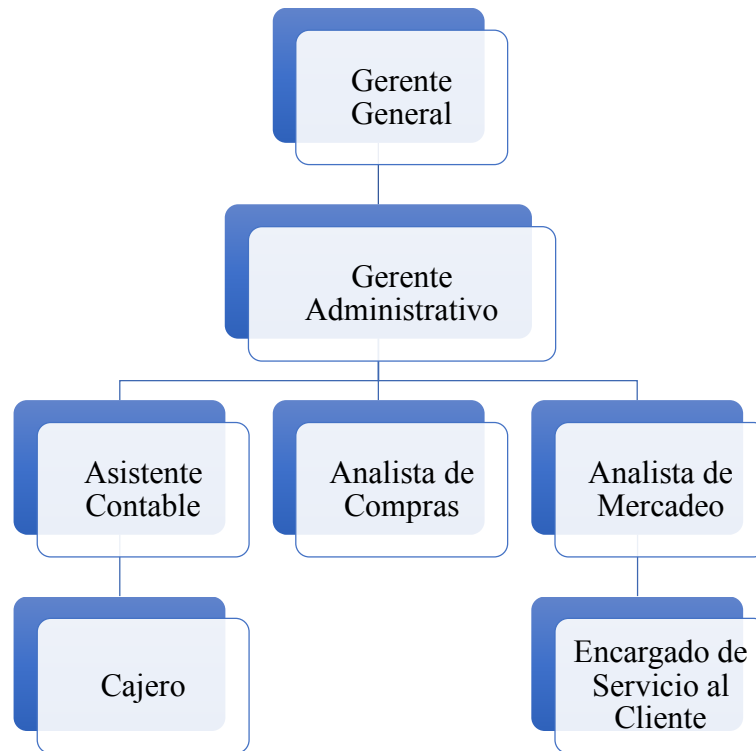 Gerente
General
Gerente
Administrativo
Asistente
Contable
Analista de
Compras
Analista de
Mercadeo
Cajero
Encargado de
Servicio al
Cliente